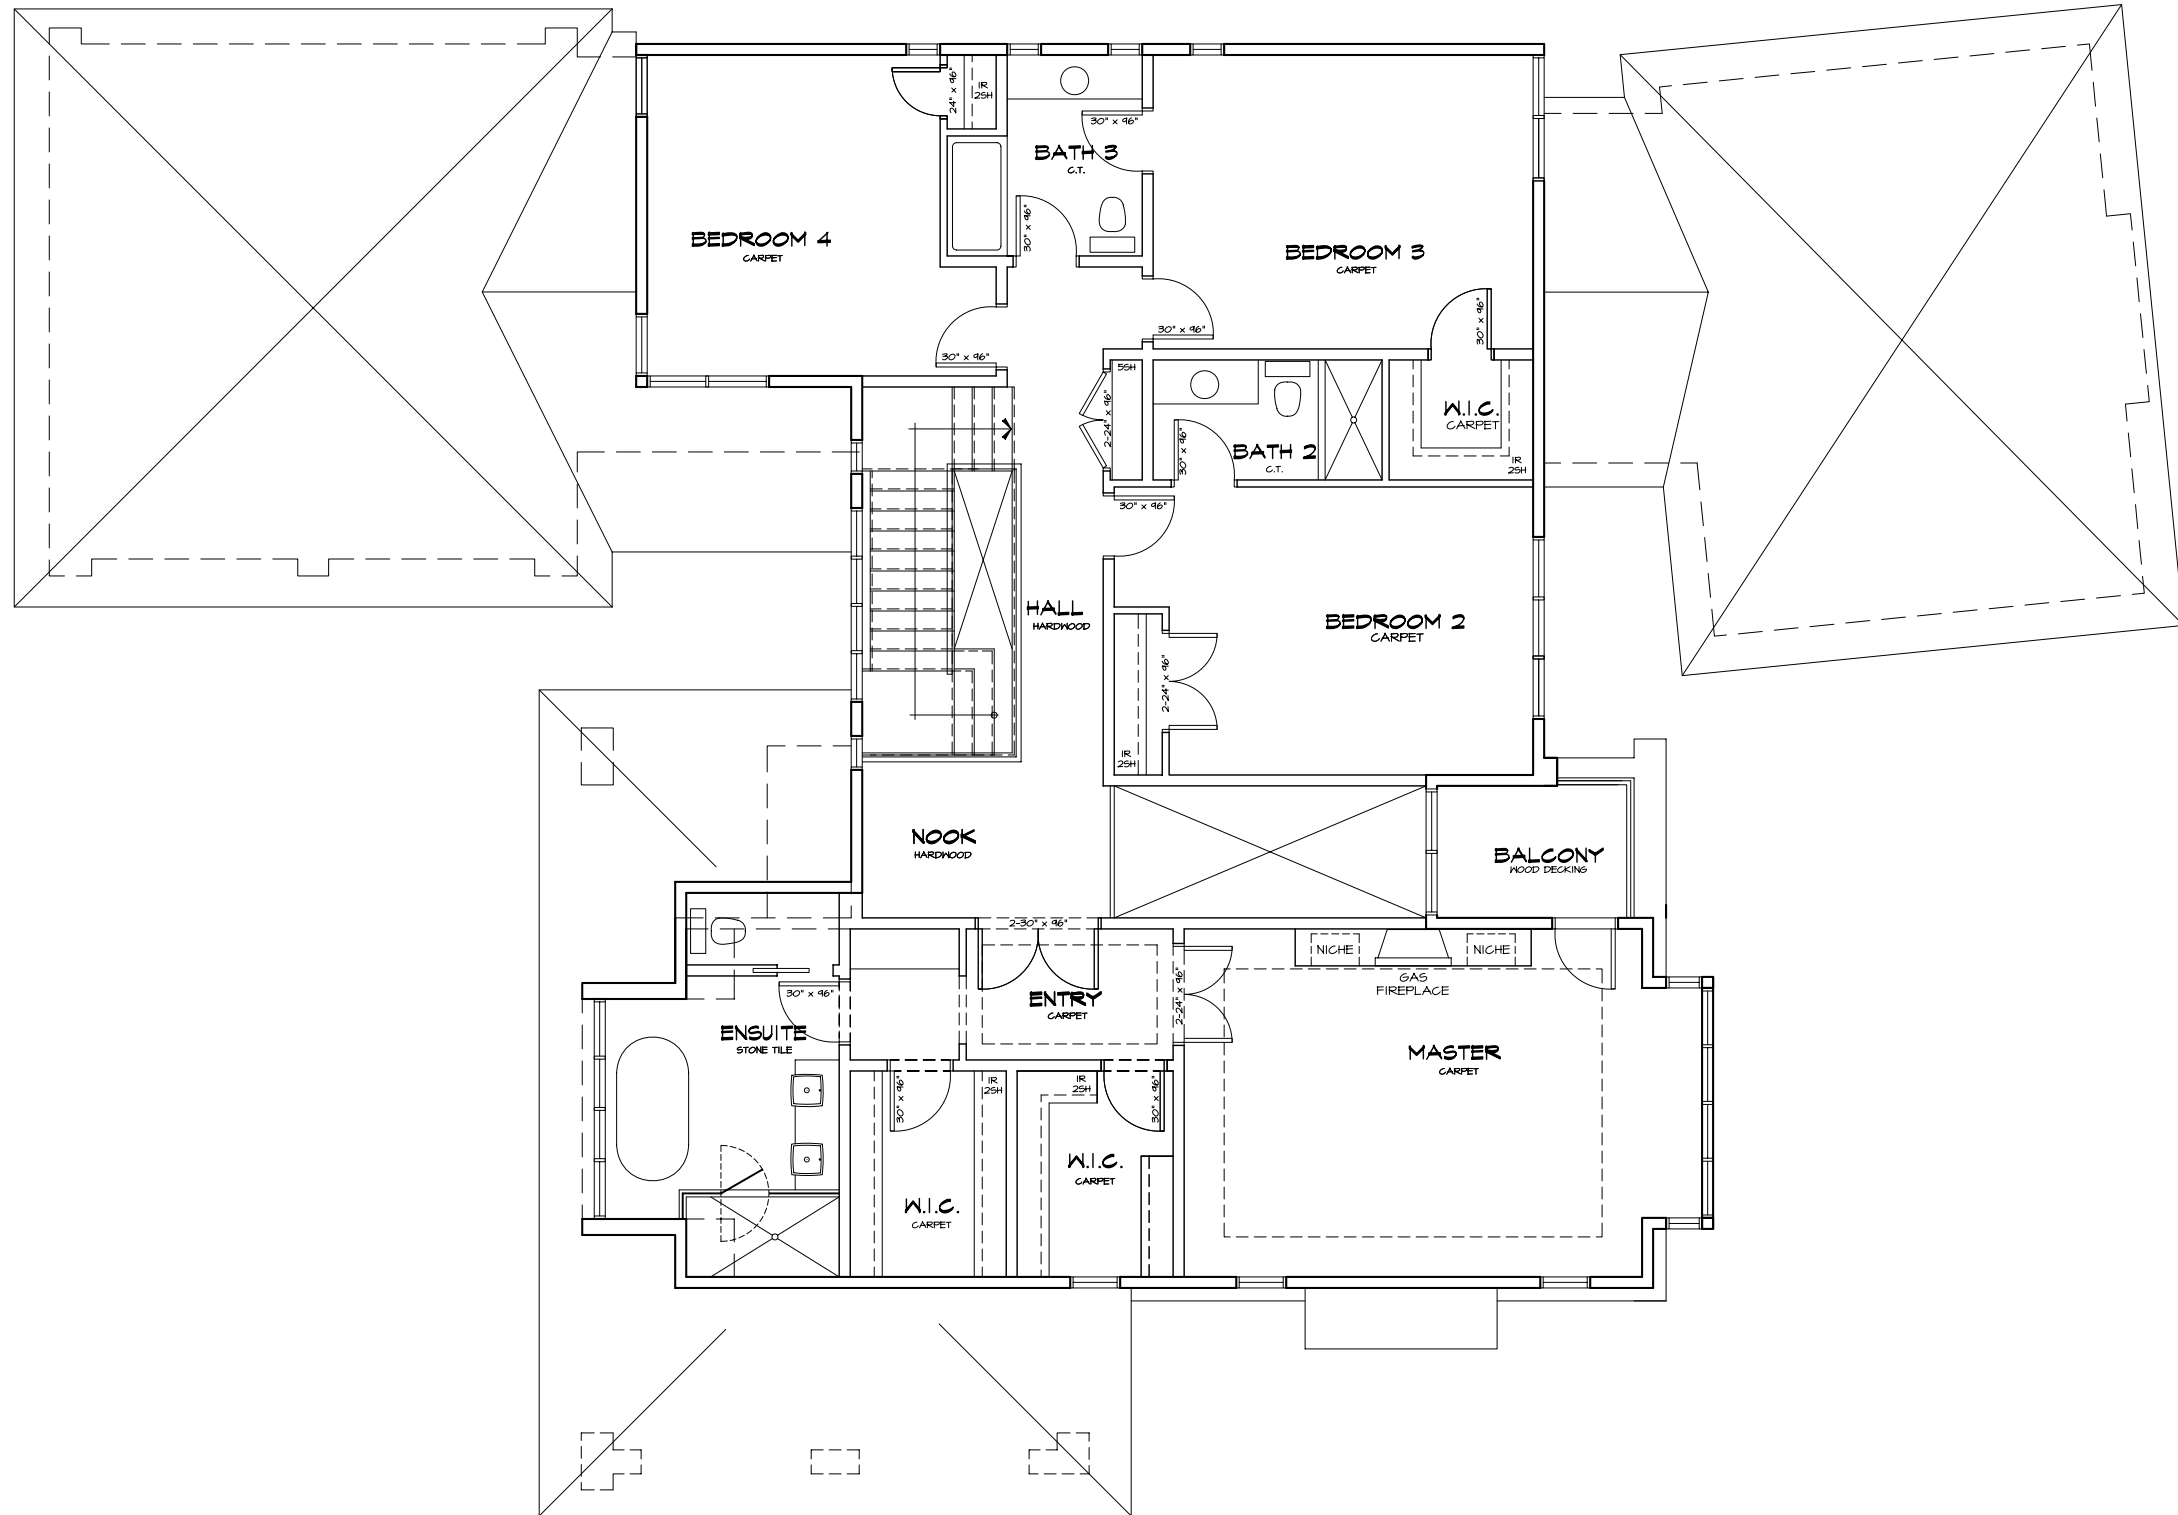 24" x 96"
IR
2SH
30" x 96"
BATH 3
C.T.
30" x 96"
BEDROOM 4
CARPET
BEDROOM 3
CARPET
30" x 96"
30" x 96"
30" x 96"
5SH
2-24" x 96"
W.I.C.
CARPET
30" x 96"
BATH 2
C.T.
IR
2SH
30" x 96"
HALL
HARDWOOD
BEDROOM 2
CARPET
2-24" x 96"
IR
2SH
NOOK
HARDWOOD
BALCONY
WOOD DECKING
2-30" x 96"
NICHE
NICHE
GAS
FIREPLACE
30" x 96"
ENTRY
CARPET
2-24" x 96"
ENSUITE
STONE TILE
MASTER
CARPET
30" x 96"
IR
2SH
IR
2SH
30" x 96"
W.I.C.
CARPET
W.I.C.
CARPET